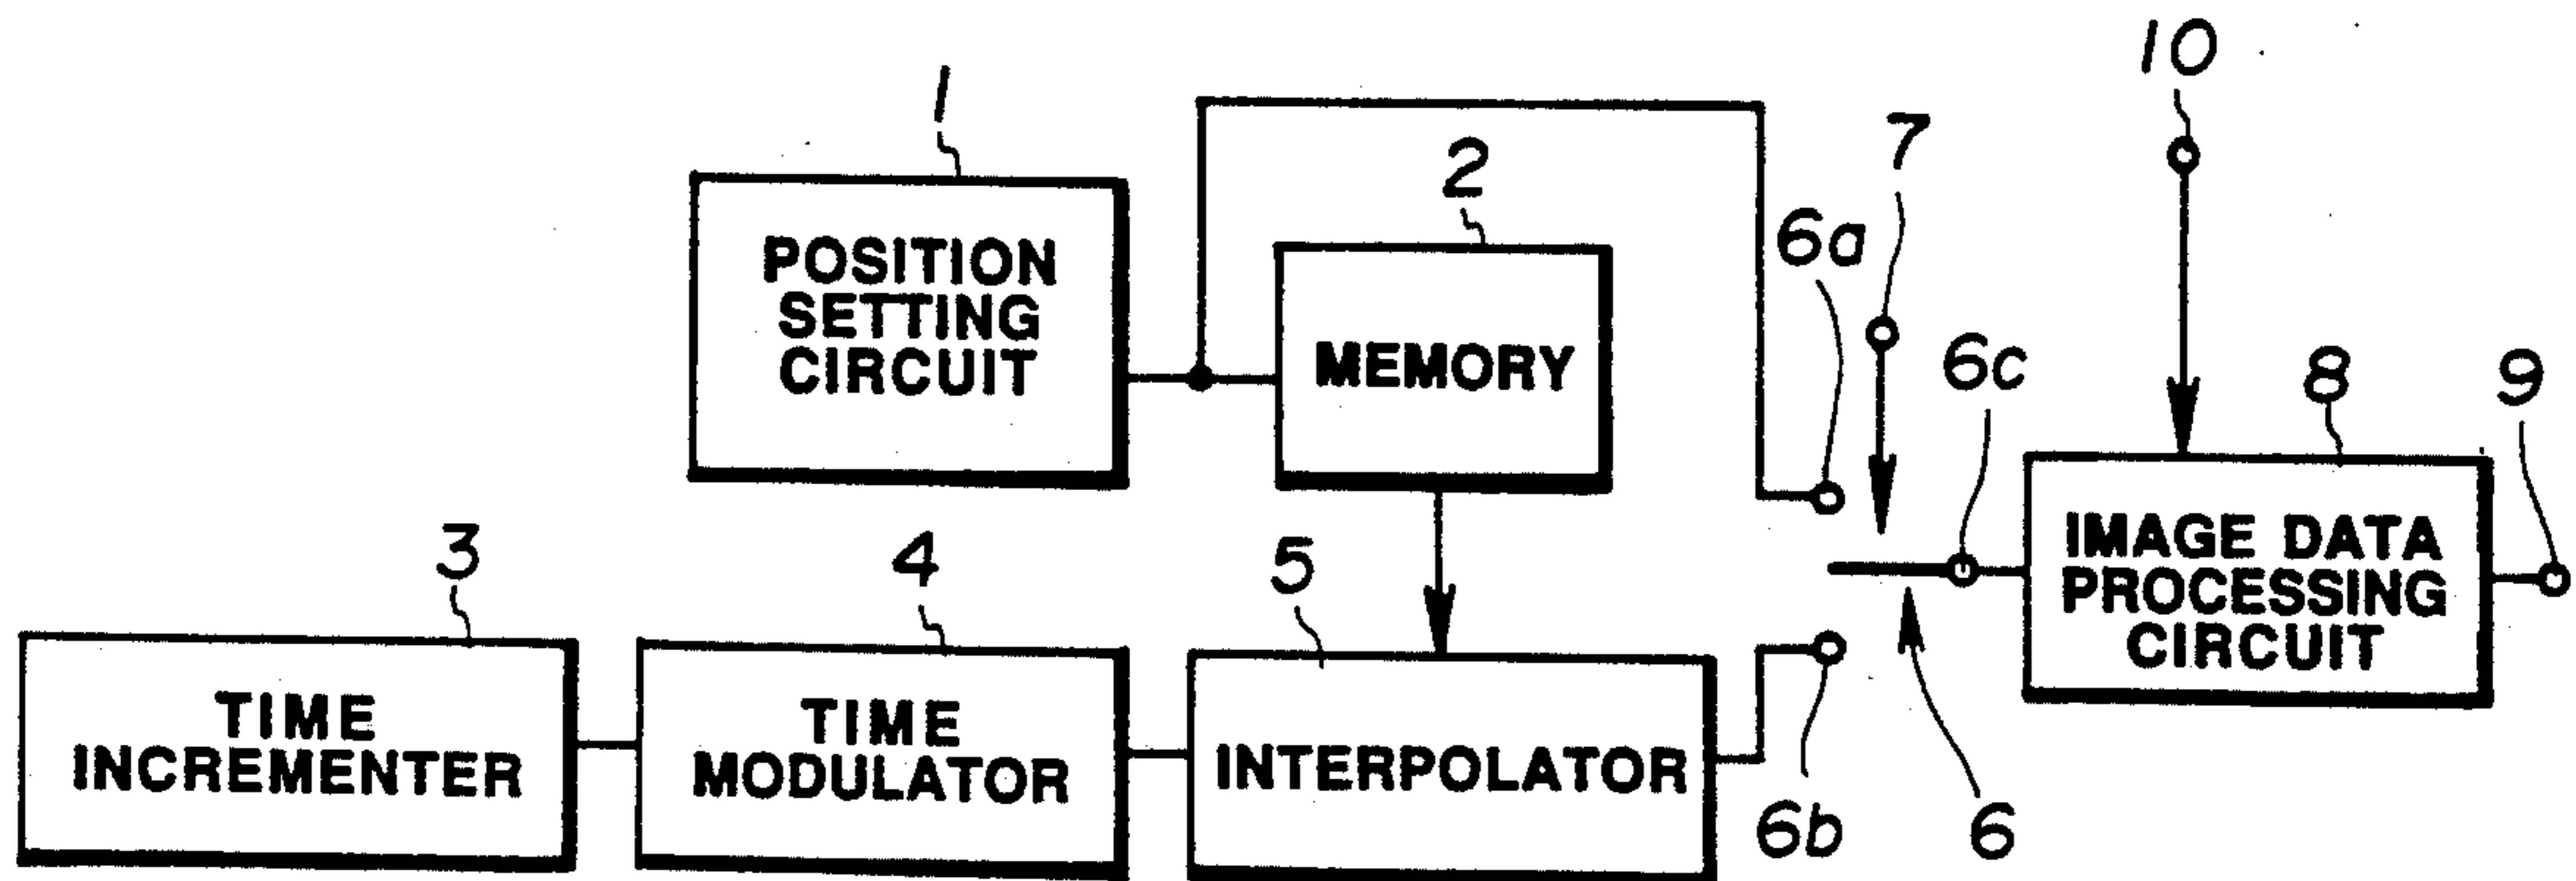 10
1
7
2
6a
POSITION
SETTING
CIRCUIT
MEMORY
6c
8
9
3
4
5
IMAGE DATA
PROCESSING
CIRCUIT
TIME
INCREMENTER
TIME
MODULATOR
INTERPOLATOR
6b
6